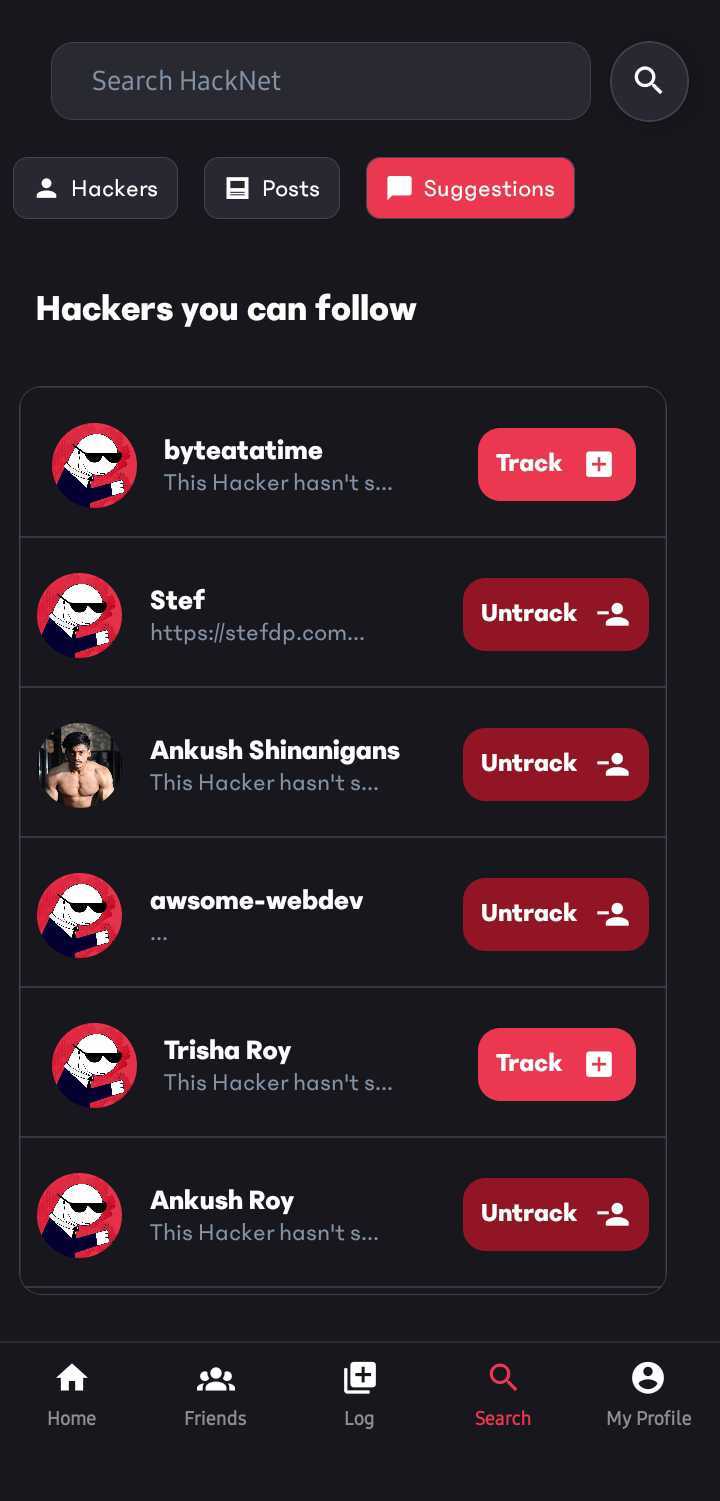 Search HackNet
Hackers
Posts
Suggestions
Hackers you can follow
byteatatime
This Hacker hasn't s...
Track
Stef
https://stefdp.com...
Untrack
Ankush Shinanigans
This Hacker hasn't s...
Untrack
awsome-webdev
...
Untrack
Trisha Roy
This Hacker hasn't s...
Track
Ankush Roy
This Hacker hasn't s...
Untrack
Home
Friends
Log
Search
My Profile